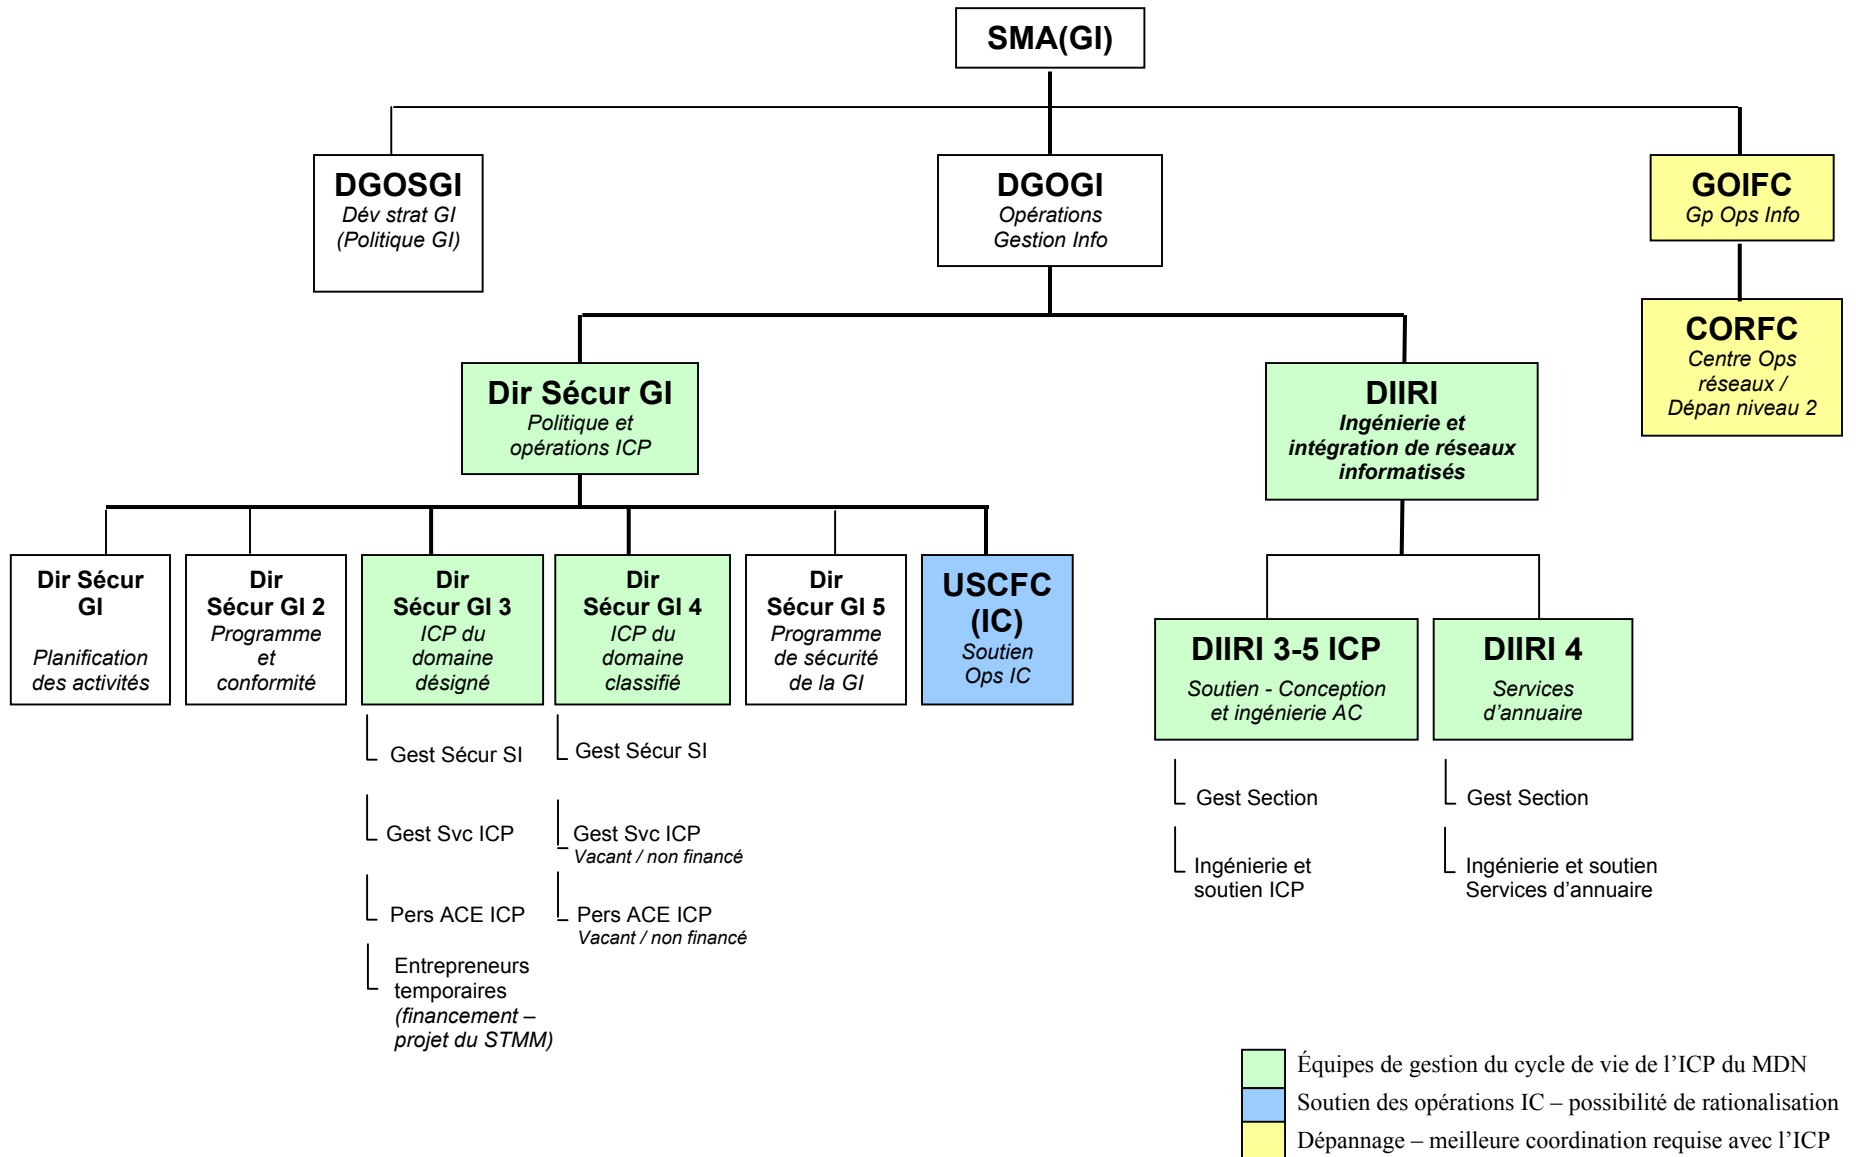 SMA(GI)
DGOSGI
Dév strat GI
(Politique GI)
DGOGI
Opérations
Gestion Info
GOIFC
Gp Ops Info
CORFC
Centre Ops
réseaux /
Dépan niveau 2
Dir Sécur GI
Politique et
opérations ICP
DIIRI
Ingénierie et
intégration de réseaux
informatisés
Dir Sécur
GI
Planification
des activités
Dir
Sécur GI 2
Programme
et
conformité
Dir
Sécur GI 3
ICP du
domaine
désigné
Dir
Sécur GI 4
ICP du
domaine
classifié
Dir
Sécur GI 5
Programme
de sécurité
de la GI
USCFC
(IC)
Soutien
Ops IC
DIIRI 3-5 ICP
Soutien - Conception
et ingénierie AC
DIIRI 4
Services
d’annuaire
Gest Sécur SI
Gest Svc ICP
Pers ACE ICP
Entrepreneurs
temporaires
(financement –
projet du STMM)
Gest Sécur SI
Gest Svc ICP
Vacant / non financé
Pers ACE ICP
Vacant / non financé
Gest Section
Ingénierie et
soutien ICP
Gest Section
Ingénierie et soutien
Services d’annuaire
Équipes de gestion du cycle de vie de l’ICP du MDN
Soutien des opérations IC – possibilité de rationalisation
Dépannage – meilleure coordination requise avec l’ICP